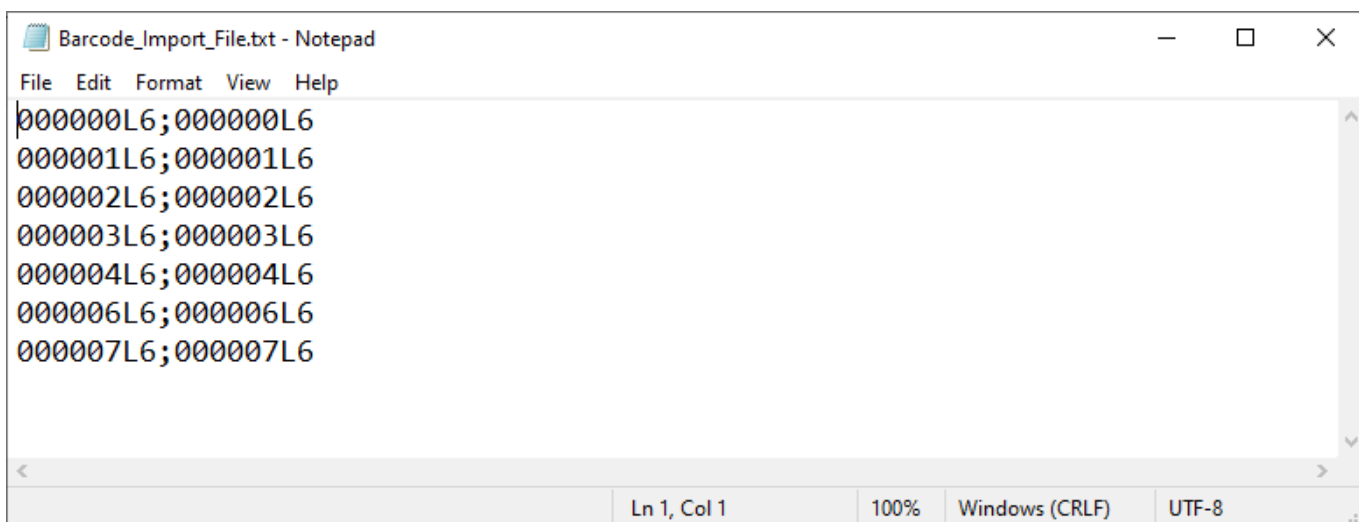 Barcode_Import_File.txt - Notepad
File Edit Format View Help
000000L6;000000L6
000001L6;000001L6
000002L6;000002L6
000003L6;000003L6
000004L6;000004L6
000006L6;000006L6
000007L6;000007L6
Ln 1, Col 1 100% Windows (CRLF) UTF-8